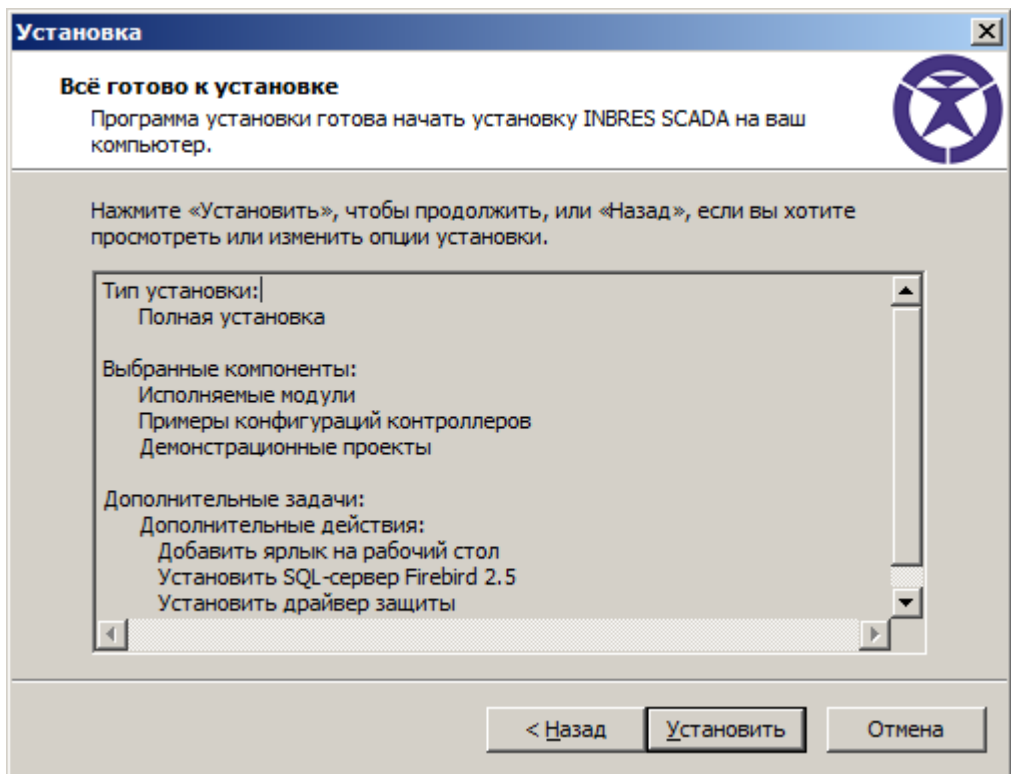 Установка
Всё готово к установке
Программа установки готова начать установку INBRES SCADA на ваш
компьютер.
Нажмите «Установить», чтобы продолжить, или «Назад», если вы хотите
просмотреть или изменить опции установки.
Тип установки:
Полная установка
Выбранные компоненты:
Исполняемые модули
Примеры конфигураций контроллеров
Демонстрационные проекты
Дополнительные задачи:
Дополнительные действия:
Добавить ярлык на рабочий стол
Установить SQL-сервер Firebird 2.5
Установить драйвер защиты
< Назад
Установить
Отмена